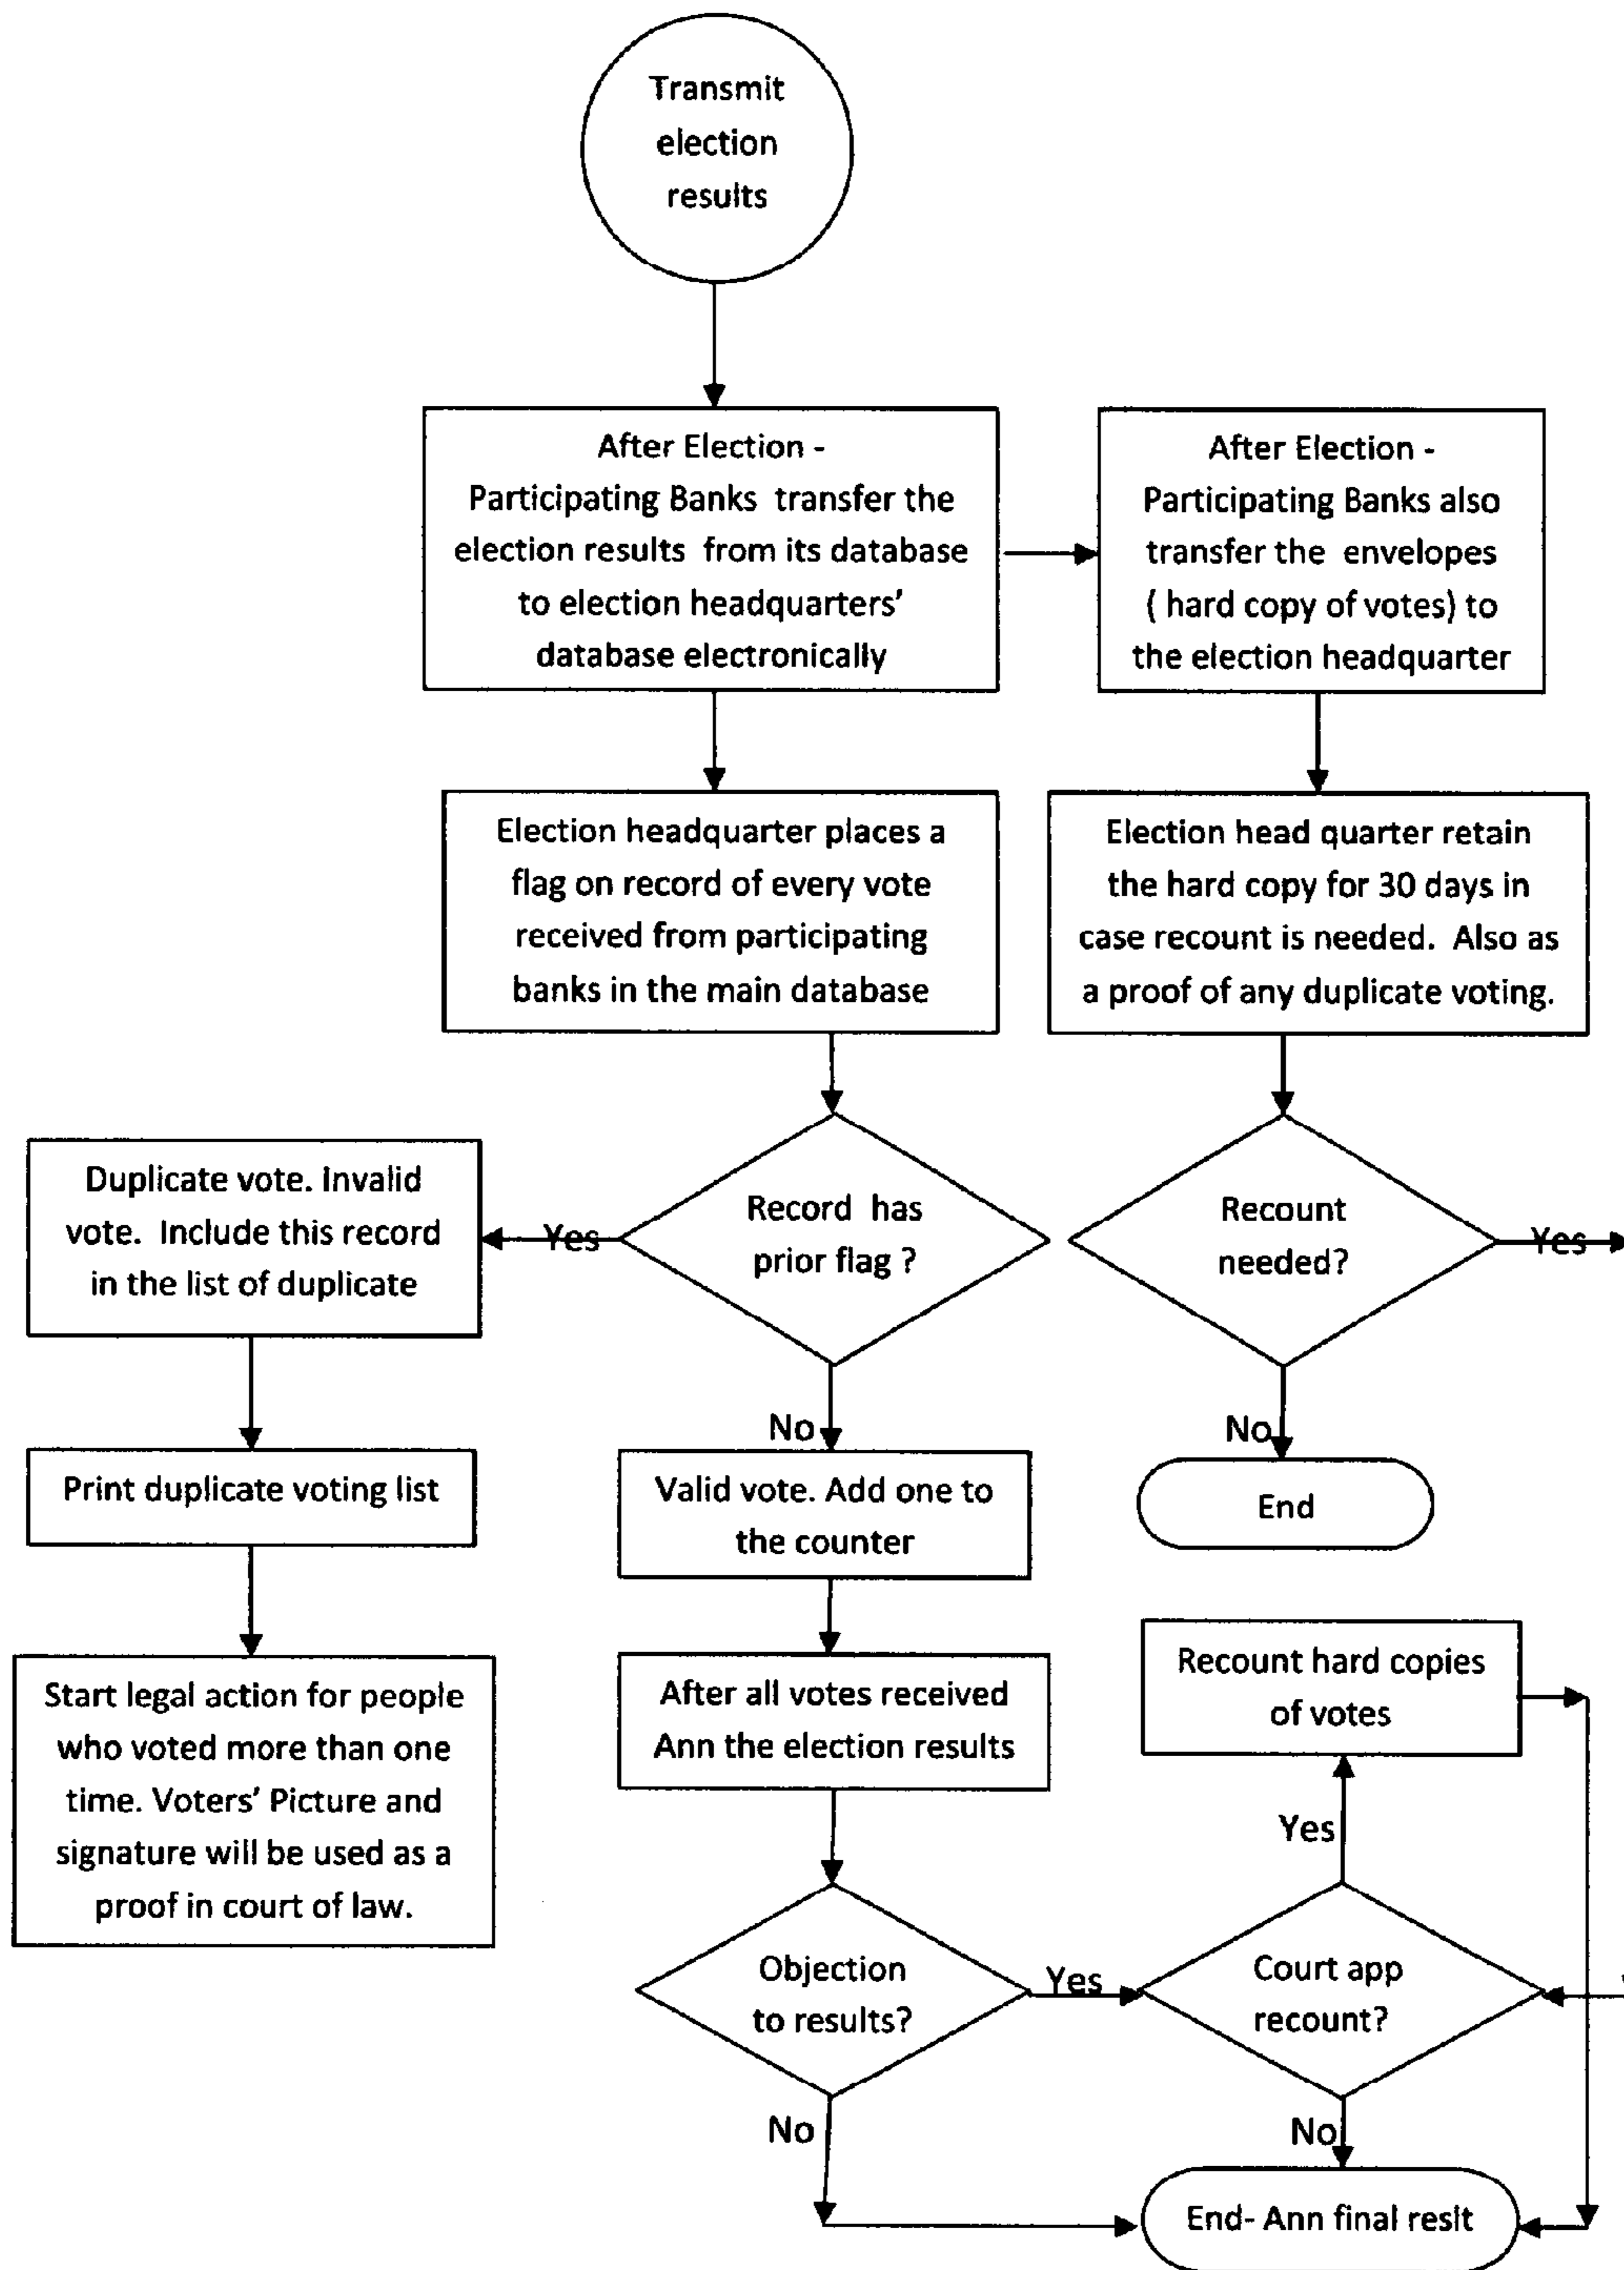 Transmit
election
results
After Election -
Participating Banks transfer the
election results from its database
to election headquarters'
database electronically
After Election -
Participating Banks also
transfer the envelopes
( hard copy of votes) to
the election headquarter
Election headquarter places a
flag on record of every vote
received from participating
banks in the main database
Election head quarter retain
the hard copy for 30 days in
case recount is needed. Also as
a proof of any duplicate voting.
Duplicate vote. Invalid
vote. Include this record
in the list of duplicate
Yes
Record has
prior flag ?
Recount
needed?
Yes
No
No
Print duplicate voting list
Valid vote. Add one to
the counter
End
Start legal action for people
who voted more than one
time. Voters' Picture and
signature will be used as a
proof in court of law.
After all votes received
Ann the election results
Recount hard copies
of votes
Yes
Objection
to results?
Yes
Court app
recount?
No
No
End- Ann final reslt